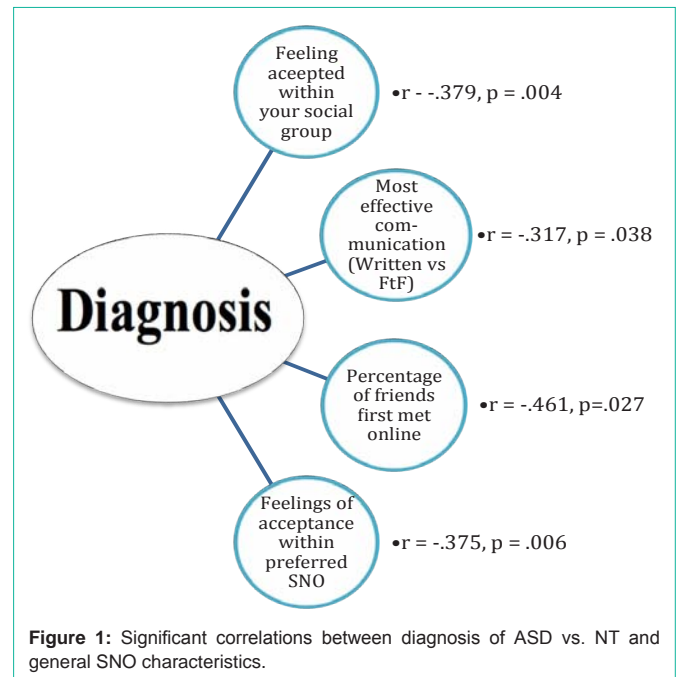 Feeling
aceepted
within
your social
group
•r - -.379, p = .004
Most
effective
com-
munication
(Written vs
FtF)
•r = -.317, p = .038
Diagnosis
Percentage
of friends
first met
online
•r = -.461, p=.027
Feelings of
acceptance
within
preferred
SNO
•r = -.375, p = .006
Figure 1: Significant correlations between diagnosis of ASD vs. NT and
general SNO characteristics.